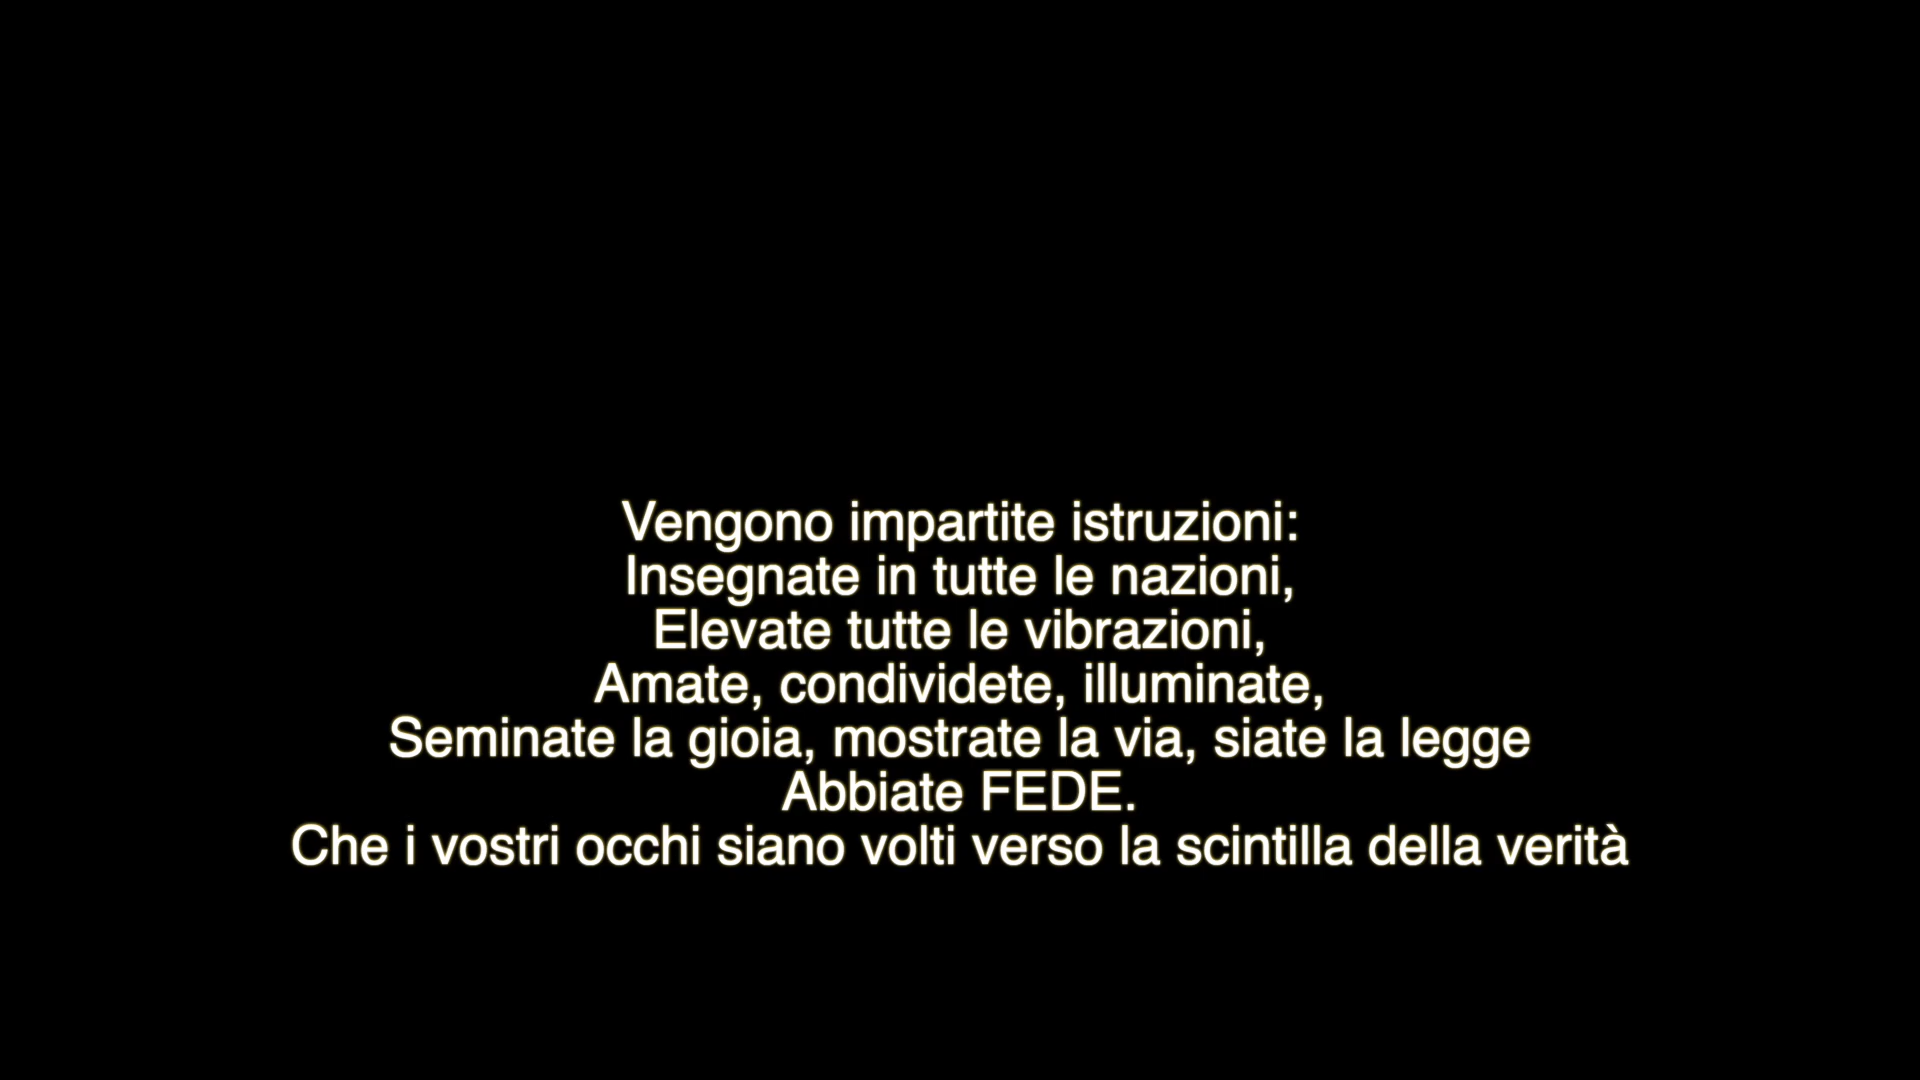 Vengono impartite istruzioni:
Insegnate in tutte le nazioni,
Elevate tutte le vibrazioni,
Amate, condividete, illuminate,
Seminate la gioia, mostrate la via, siate la legge
Abbiate FEDE.
Che i vostri occhi siano volti verso la scintilla della verità